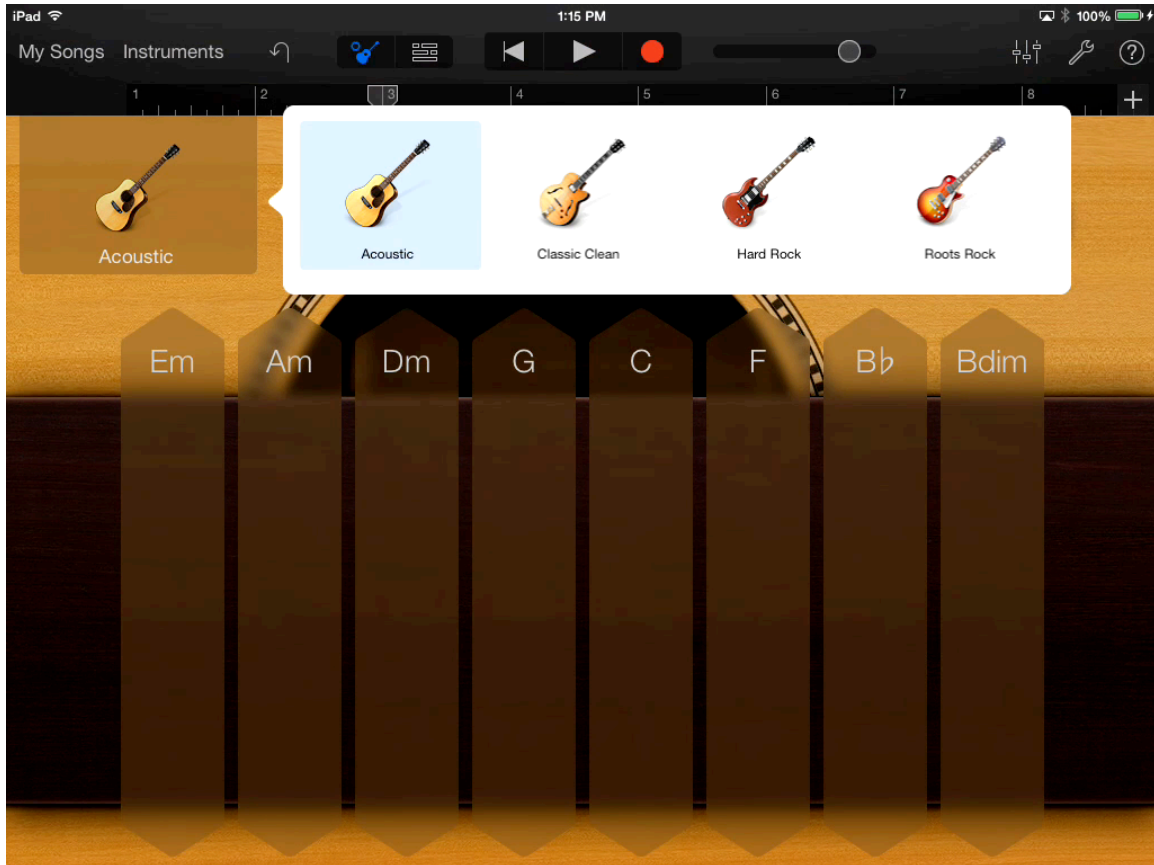 iPad 1:15 PM 100%
My Songs Instruments
1 2 3 4 5 6 7 8
Acoustic
Acoustic Classic Clean Hard Rock Roots Rock
Em Am Dm G C F B♭ Bdim